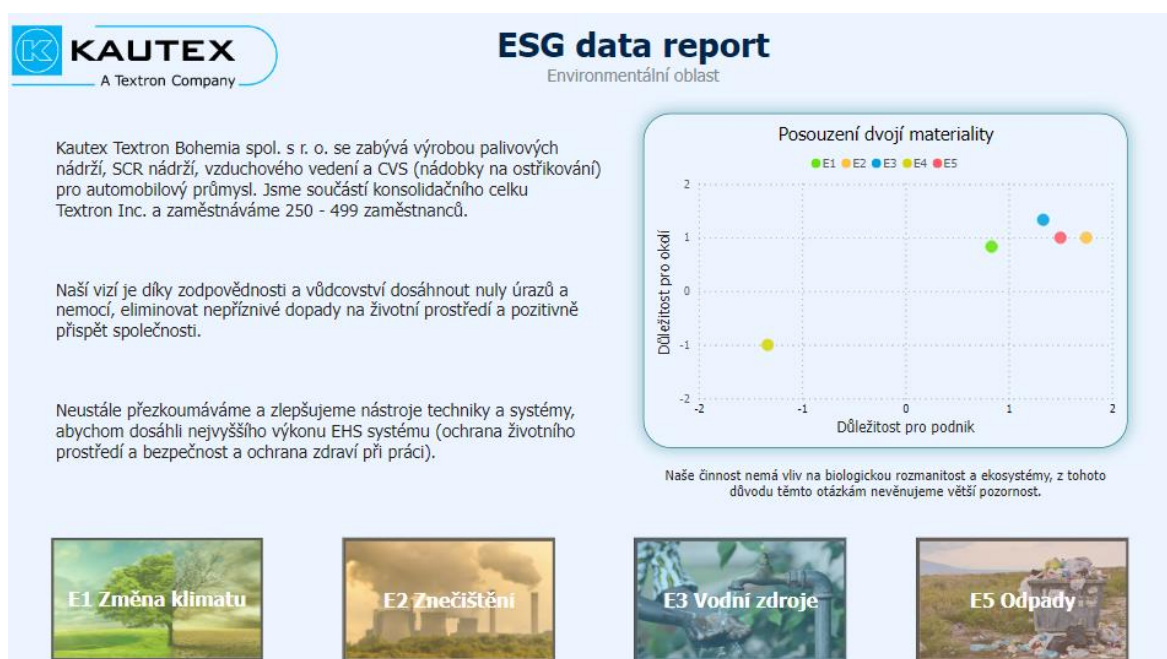 KAUTEX
A Textron Company
ESG data report
Environmentální oblast
Kautex Textron Bohemia spol. s r. o. se zabývá výrobou palivových
nádrží, SCR nádrží, vzduchového vedení a CVS (nádobky na ostřikování)
pro automobilový průmysl. Jsme součástí konsolidačního celku
Textron Inc. a zaměstnáváme 250 - 499 zaměstnanců.
Naší vizí je díky zodpovědnosti a vůdcovství dosáhnout nuly úrazů a
nemocí, eliminovat nepříznivé dopady na životní prostředí a pozitivně
přispět společnosti.
Neustále přezkoumáváme a zlepšujeme nástroje techniky a systémy,
abychom dosáhli nejvyššího výkonu EHS systému (ochrana životního
prostředí a bezpečnost a ochrana zdraví při práci).
Posouzení dvojí materiality
E1 E2 E3 E4 E5
Důležitost pro okolí
2
1
0
-1
-2
-2 -1 0 1 2
Důležitost pro podnik
Naše činnost nemá vliv na biologickou rozmanitost a ekosystémy, z tohoto
důvodu těmto otázkám nevěnujeme větší pozornost.
E1 Změna klimatu
E2 Znečištění
E3 Vodní zdroje
E5 Odpady